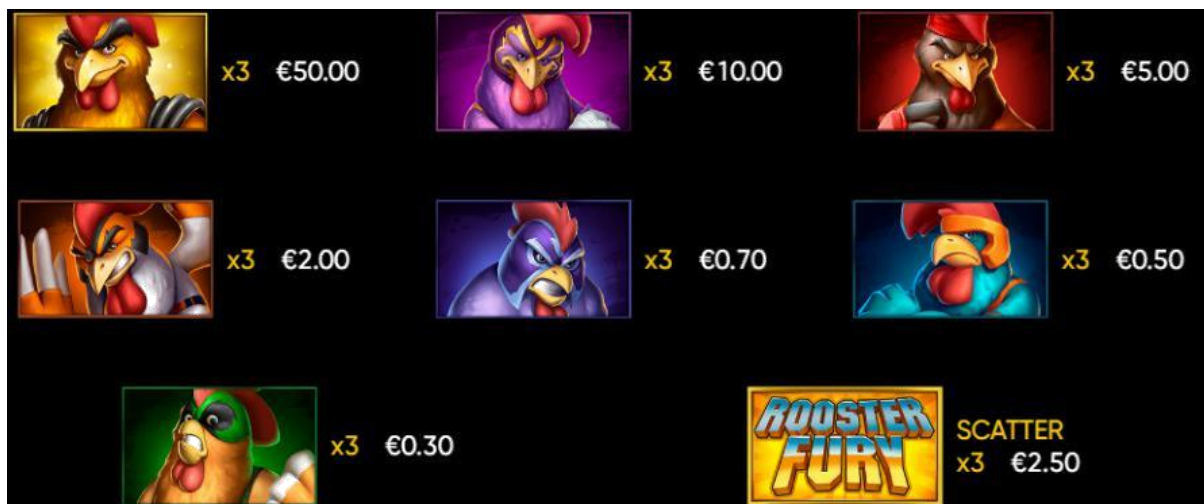 x3 €50.00
x3 €10.00
x3 €5.00
x3 €2.00
x3 €0.70
x3 €0.50
x3 €0.30
ROOSTER
FURY
SCATTER
x3 €2.50